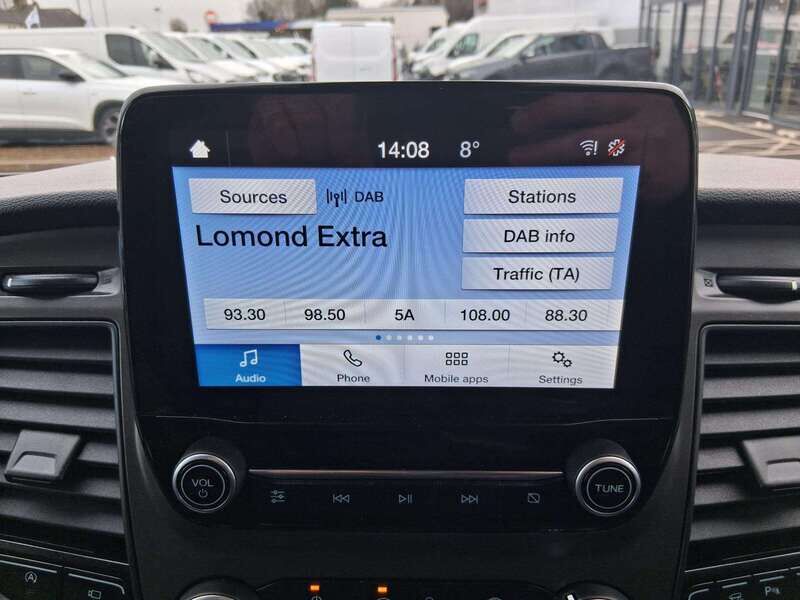 14:08 8°
Sources DAB Stations
Lomond Extra
DAB info
Traffic (TA)
93.30 98.50 5A 108.00 88.30
Audio Phone Mobile apps Settings
VOL
TUNE
A
P